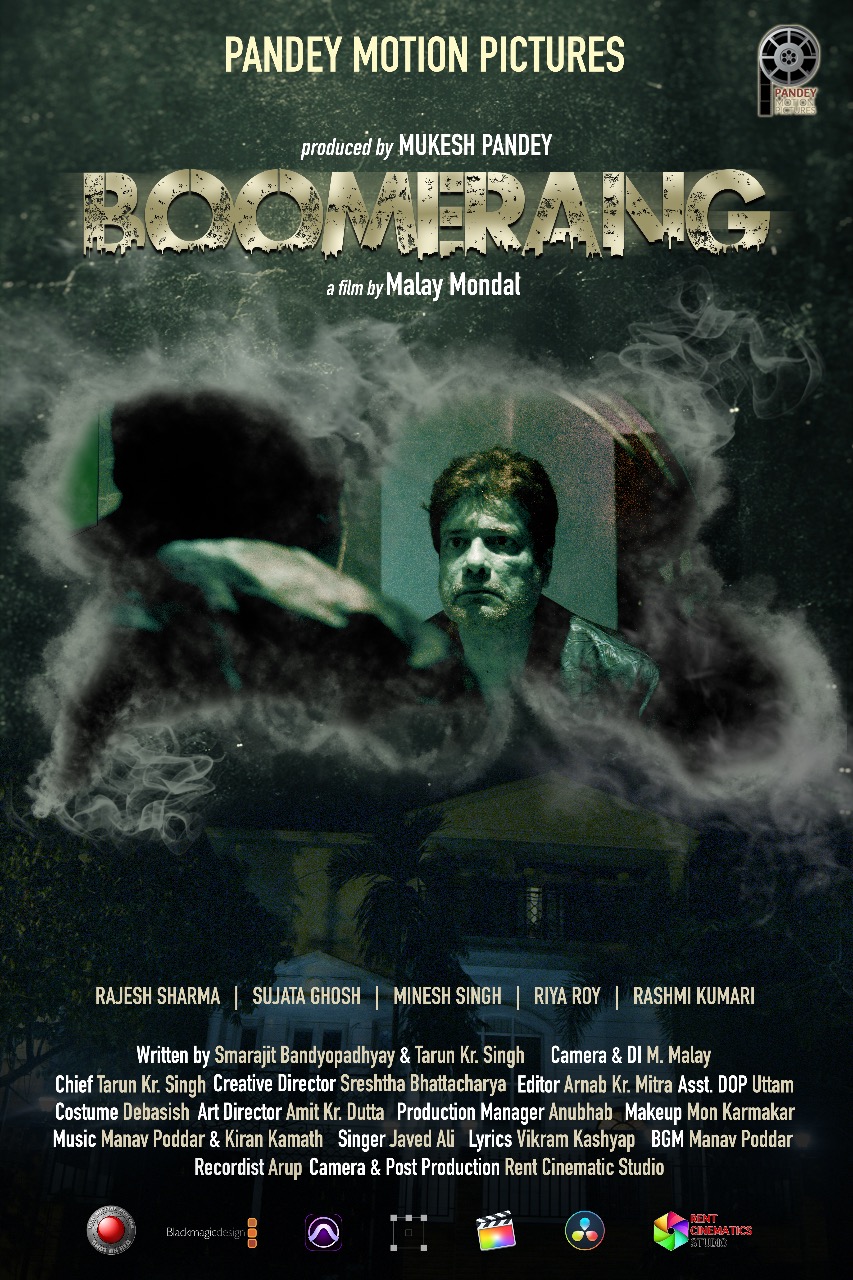 PANDEY MOTION PICTURES
PANDEY
MOTION
PICTURES
produced by MUKESH PANDEY
BOOMERANG
a film by Malay Mondal
RAJESH SHARMA | SUJATA GHOSH | MINESH SINGH | RIYA ROY | RASHMI KUMARI
Written by Smarajit Bandyopadhyay & Tarun Kr. Singh Camera & DI M. Malay
Chief Tarun Kr. Singh Creative Director Sreshtha Bhattacharya Editor Arnab Kr. Mitra Asst. DOP Uttam
Costume Debasish Art Director Amit Kr. Dutta Production Manager Anubhab Makeup Mon Karmakar
Music Manav Poddar & Kiran Kamath Singer Javed Ali Lyrics Vikram Kashyap BGM Manav Poddar
Recordist Arup Camera & Post Production Rent Cinematic Studio
Blackmagicdesign
RENT
CINEMATICS
STUDIO